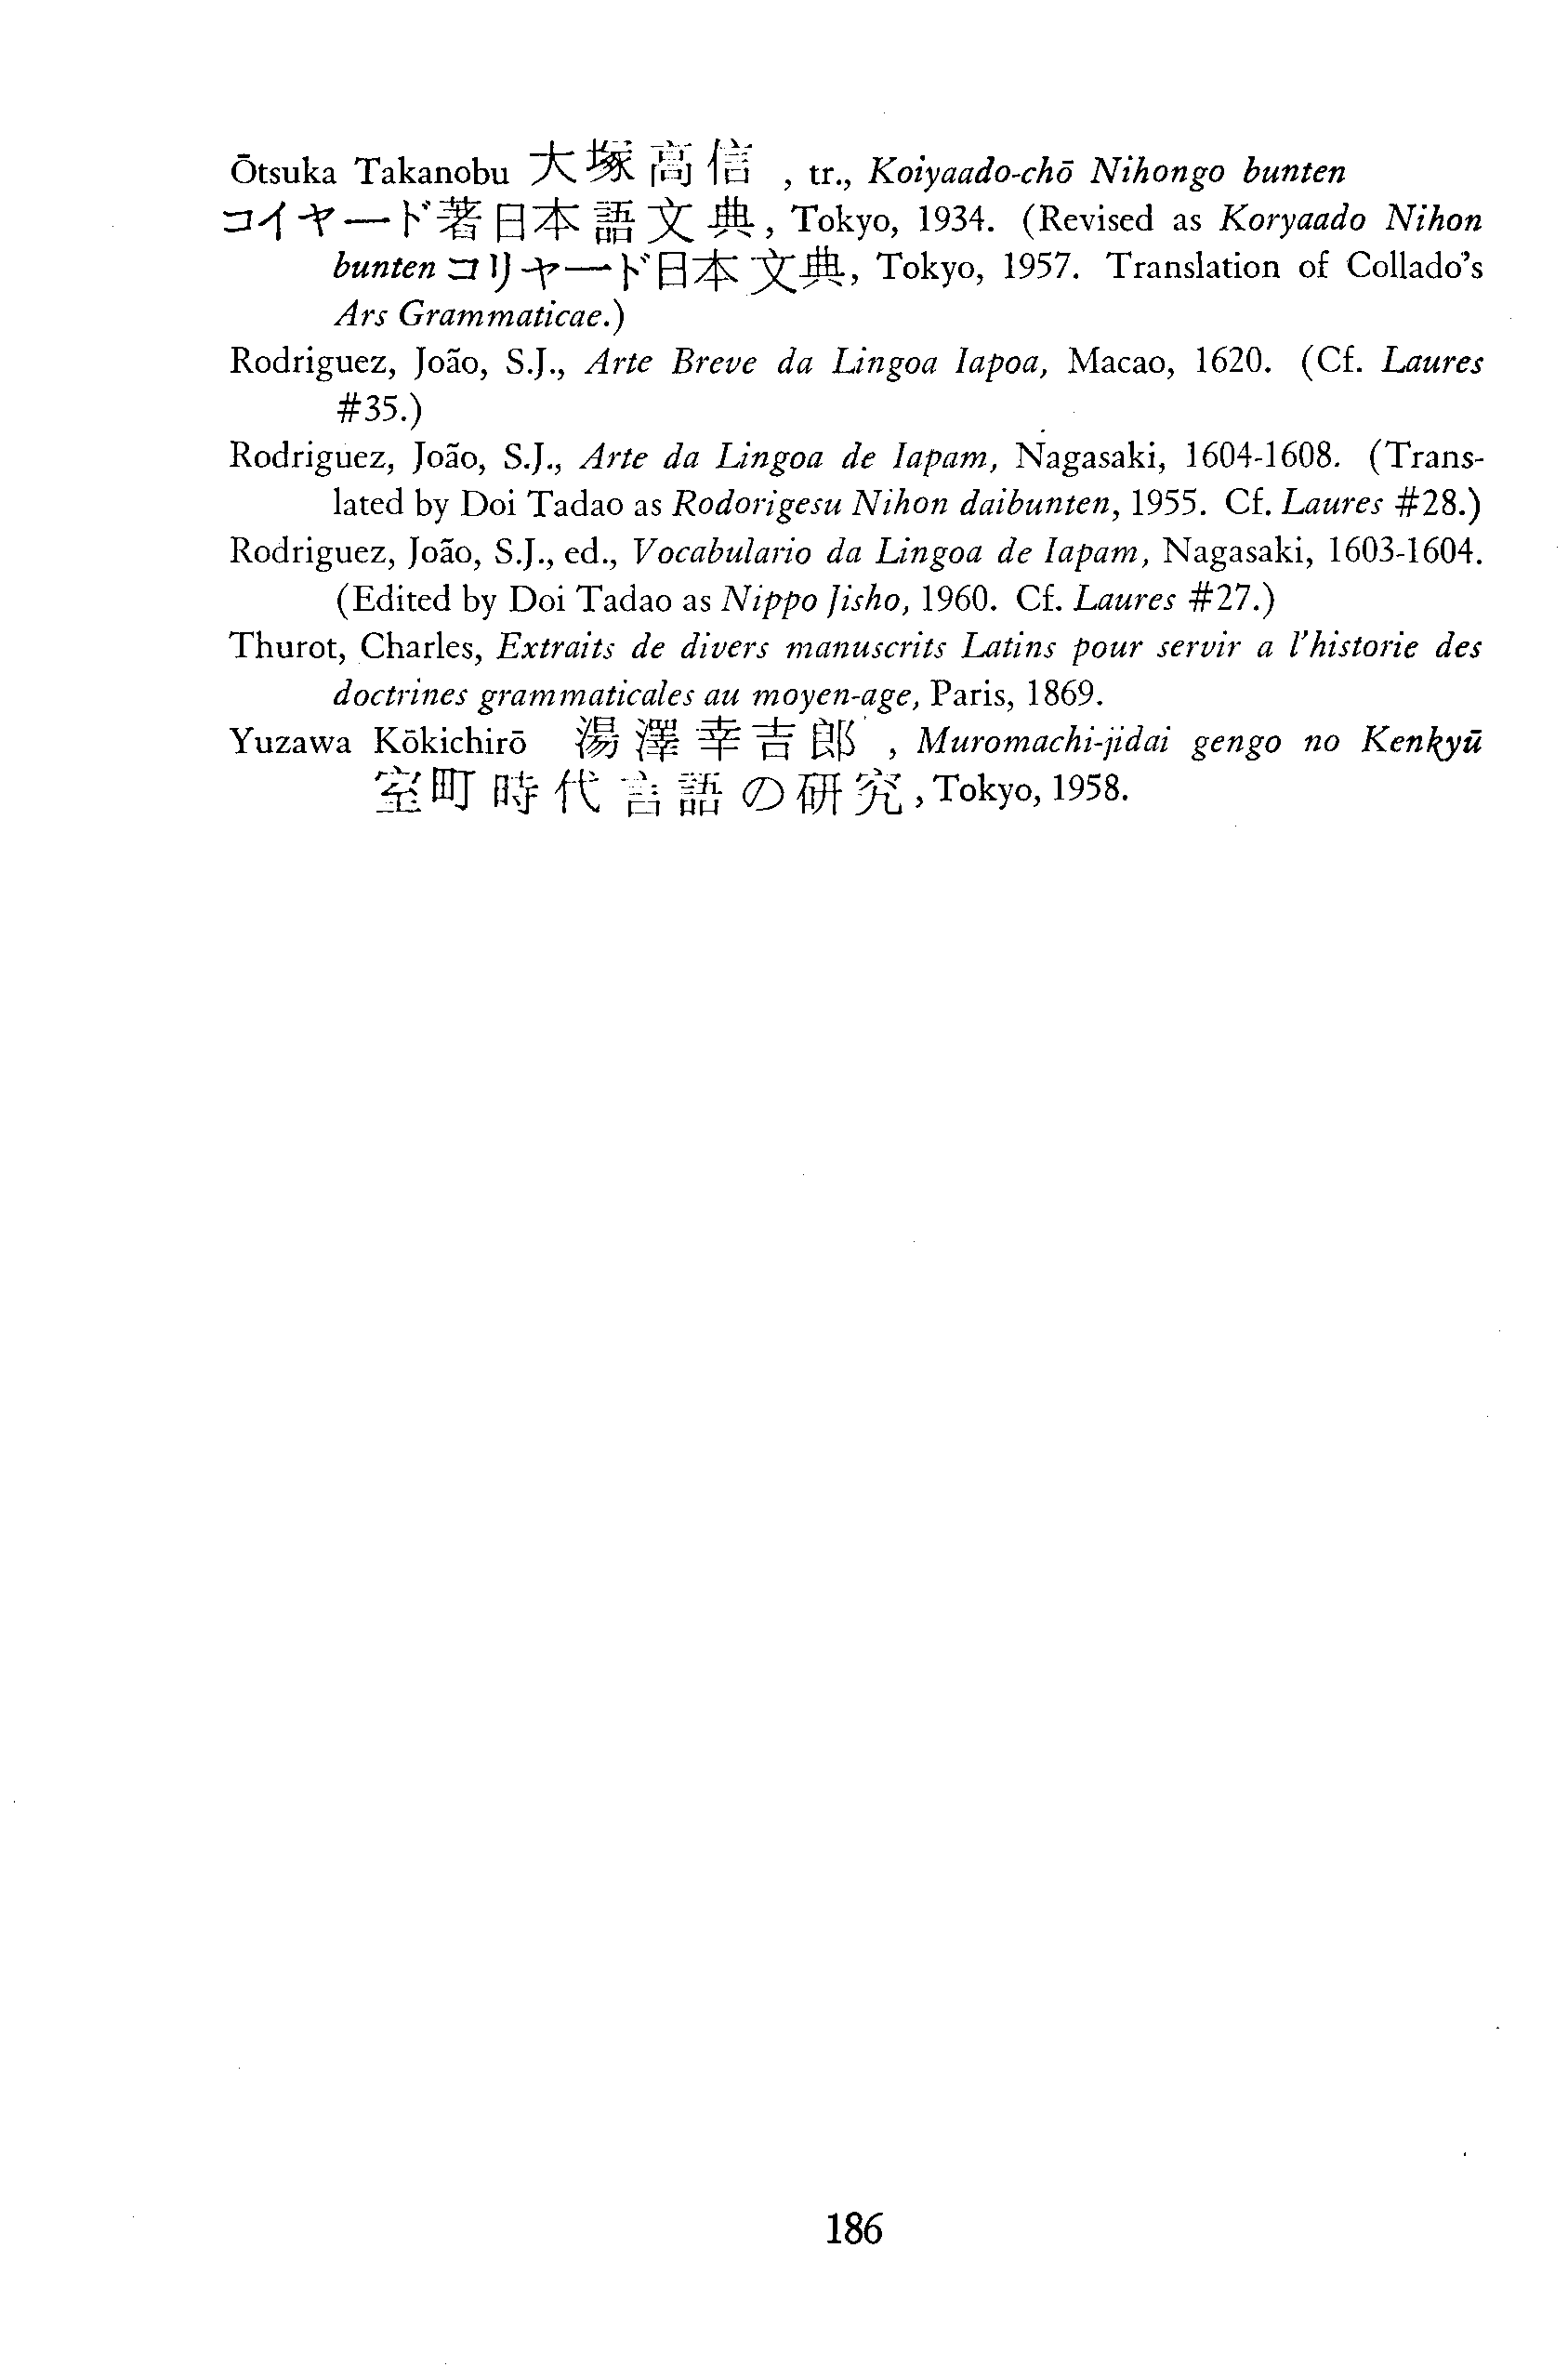 Ōtsuka Takanobu 大塚高信 , tr., Koiyaado-chō Nihongo bunten
コイヤード著日本語文典, Tokyo, 1934. (Revised as Koryaado Nihon
bunten コリヤード日本文典, Tokyo, 1957. Translation of Collado's
Ars Grammaticae.)
Rodriguez, João, S.J., Arte Breve da Lingoa Iapoa, Macao, 1620. (Cf. Laures
#35.)
Rodriguez, João, S.J., Arte da Lingoa de Iapam, Nagasaki, 1604-1608. (Trans-
lated by Doi Tadao as Rodorigesu Nihon daibunten, 1955. Cf. Laures #28.)
Rodriguez, João, S.J., ed., Vocabulario da Lingoa de Iapam, Nagasaki, 1603-1604.
(Edited by Doi Tadao as Nippo Jisho, 1960. Cf. Laures #27.)
Thurot, Charles, Extraits de divers manuscrits Latins pour servir a l'historie des
doctrines grammaticales au moyen-age, Paris, 1869.
Yuzawa Kōkichirō 湯澤幸吉郎 , Muromachi-jidai gengo no Kenkyū
室町時代言語の研究, Tokyo, 1958.
186